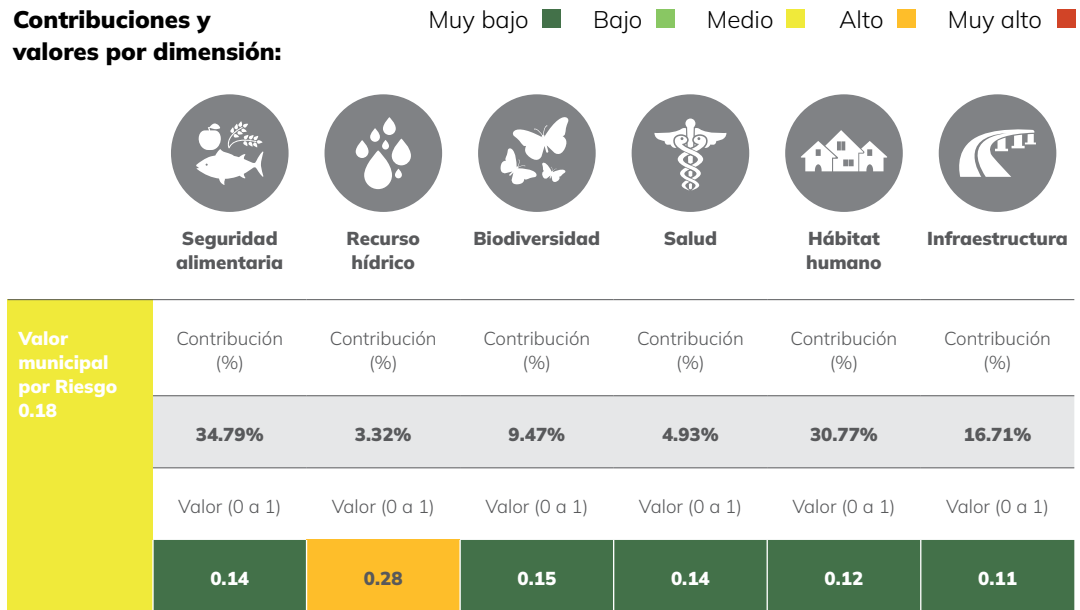 Contribuciones y
valores por dimensión:
Muy bajo Bajo Medio Alto Muy alto
Seguridad
alimentaria
Recurso
hídrico
Biodiversidad
Salud
Hábitat
humano
Infraestructura
Valor
municipal
por Riesgo
0.18
Contribución
(%)
Contribución
(%)
Contribución
(%)
Contribución
(%)
Contribución
(%)
Contribución
(%)
34.79% 3.32% 9.47% 4.93% 30.77% 16.71%
Valor (0 a 1) Valor (0 a 1) Valor (0 a 1) Valor (0 a 1) Valor (0 a 1) Valor (0 a 1)
0.14 0.28 0.15 0.14 0.12 0.11